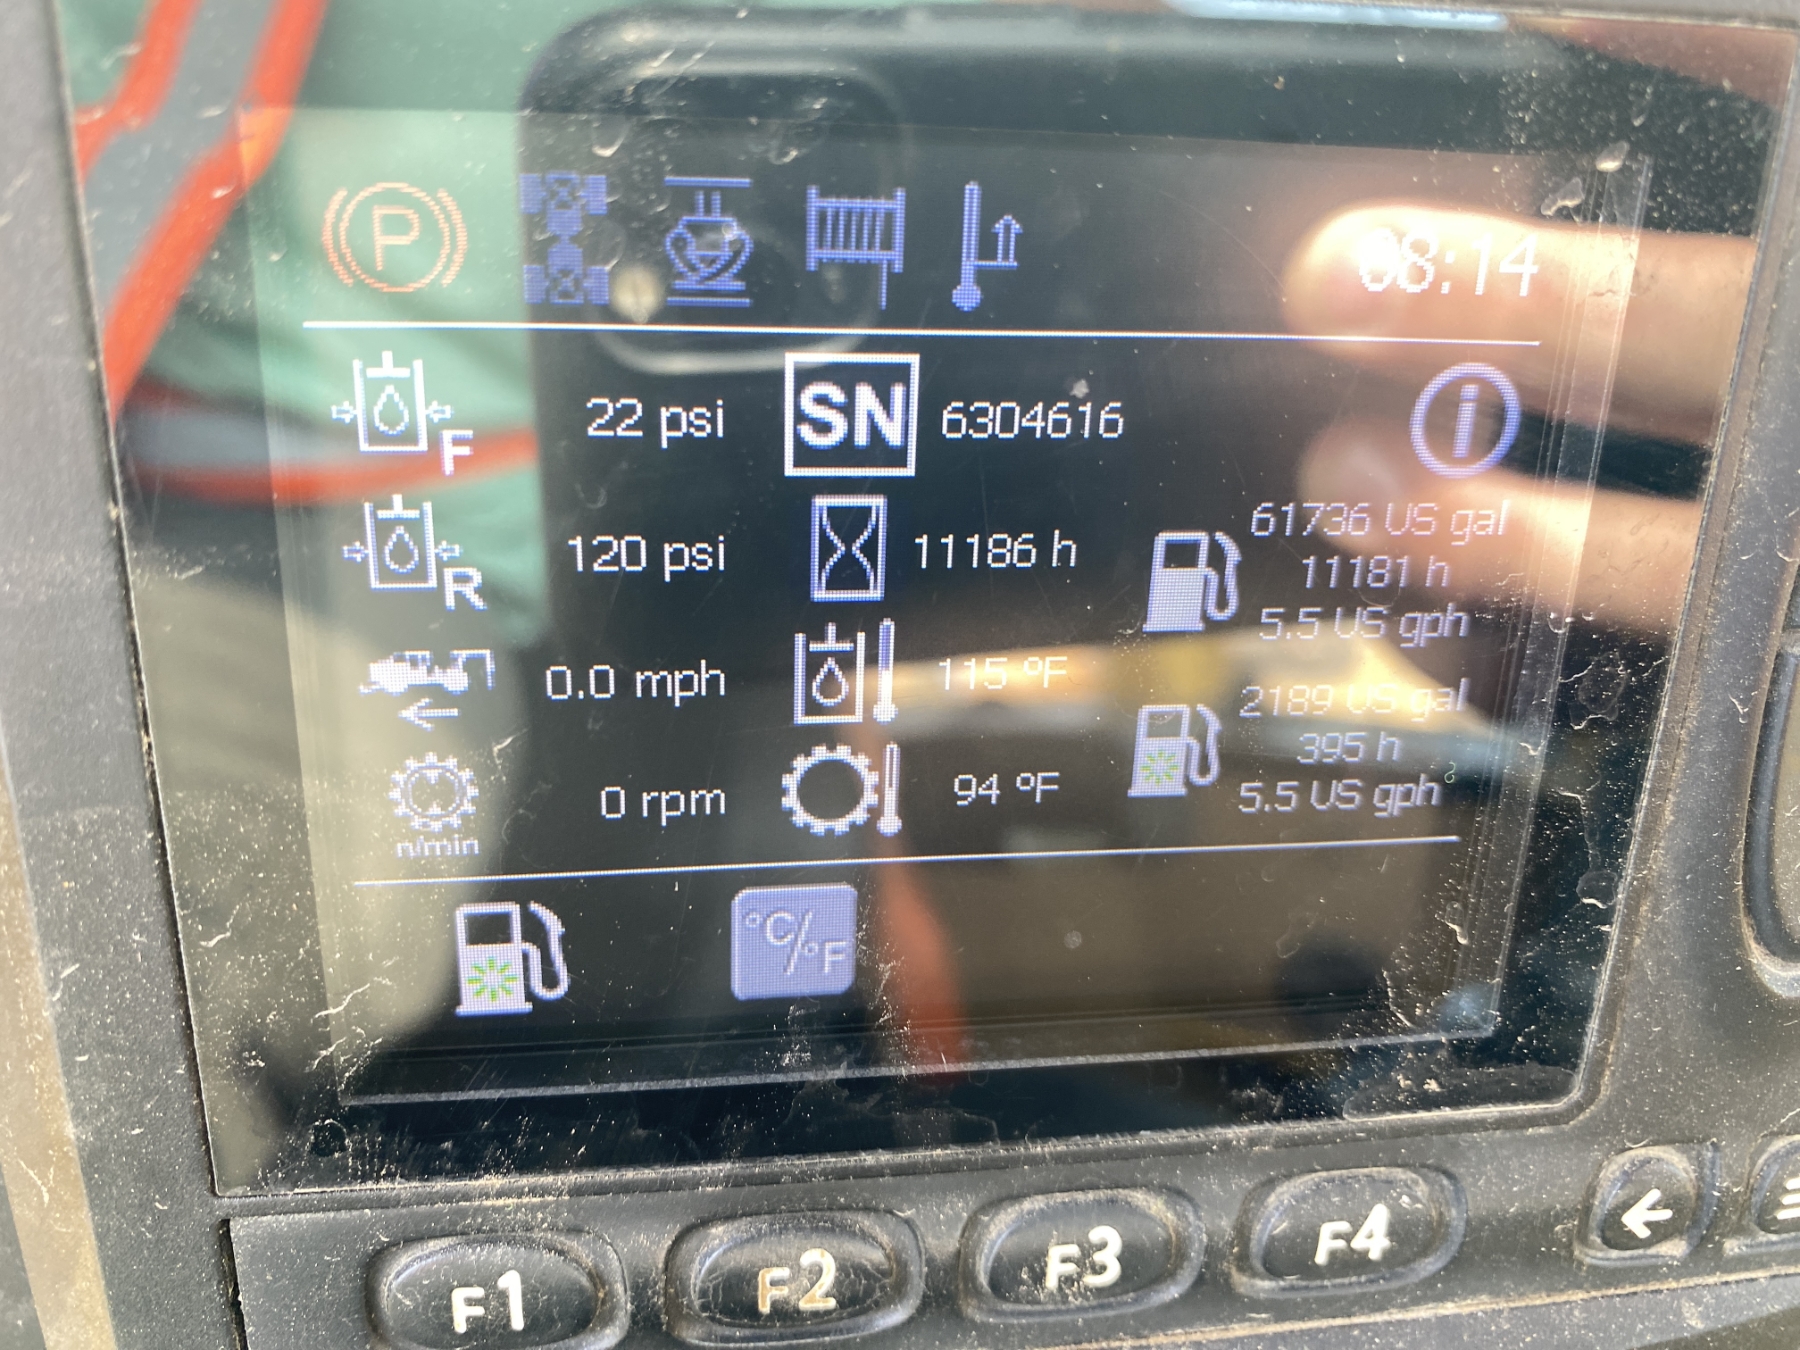 P
08:14
F
22 psi
SN
6304616
i
R
120 psi
11186 h
61736 US gal
11181 h
5.5 US gph
0.0 mph
115 °F
2189 US gal
395 h
5.5 US gph
n/min
0 rpm
94 °F
°C/°F
F1
F2
F3
F4